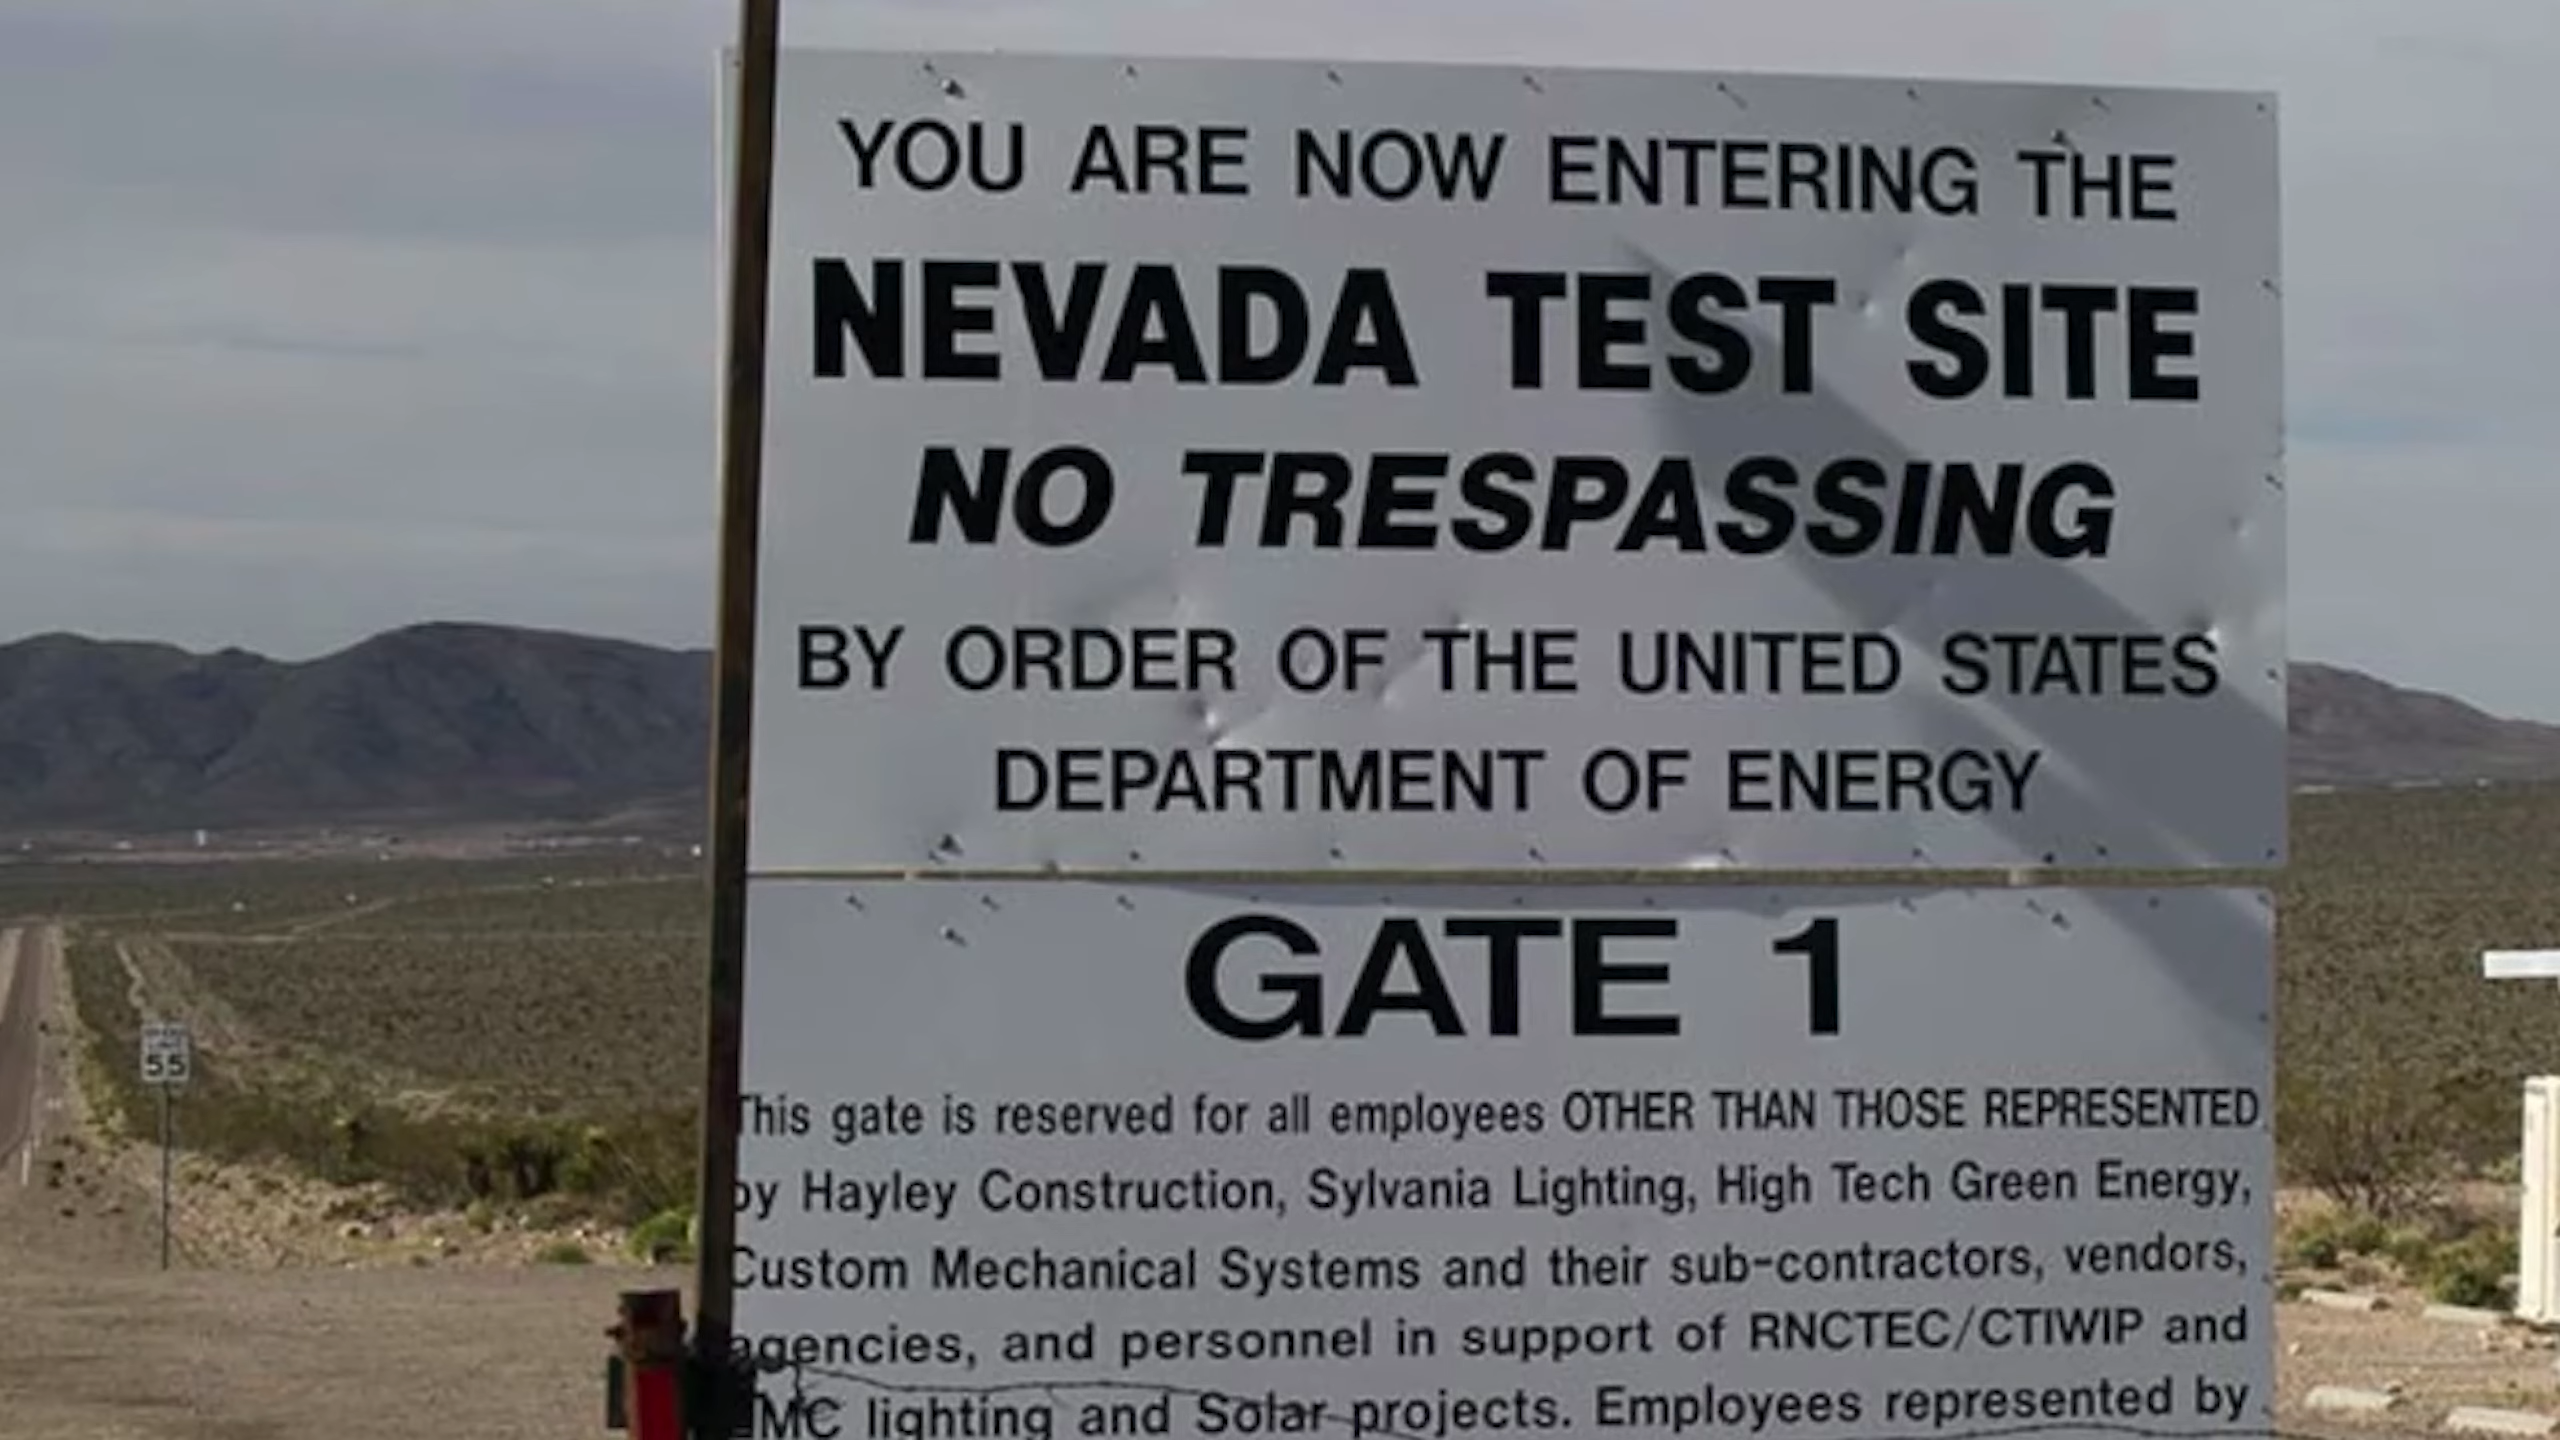 YOU ARE NOW ENTERING THE
NEVADA TEST SITE
NO TRESPASSING
BY ORDER OF THE UNITED STATES
DEPARTMENT OF ENERGY
GATE 1
This gate is reserved for all employees OTHER THAN THOSE REPRESENTED
by Hayley Construction, Sylvania Lighting, High Tech Green Energy,
Custom Mechanical Systems and their sub-contractors, vendors,
agencies, and personnel in support of RNCTEC/CTIWIP and
lighting and Solar projects. Employees represented by
55